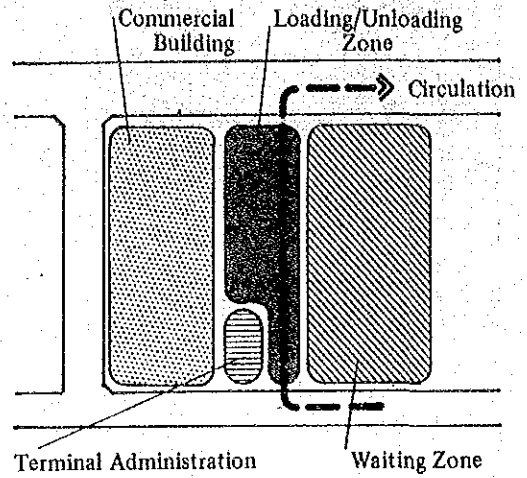 Commercial
Building
Loading/Unloading
Zone
Circulation
Terminal Administration
Waiting Zone